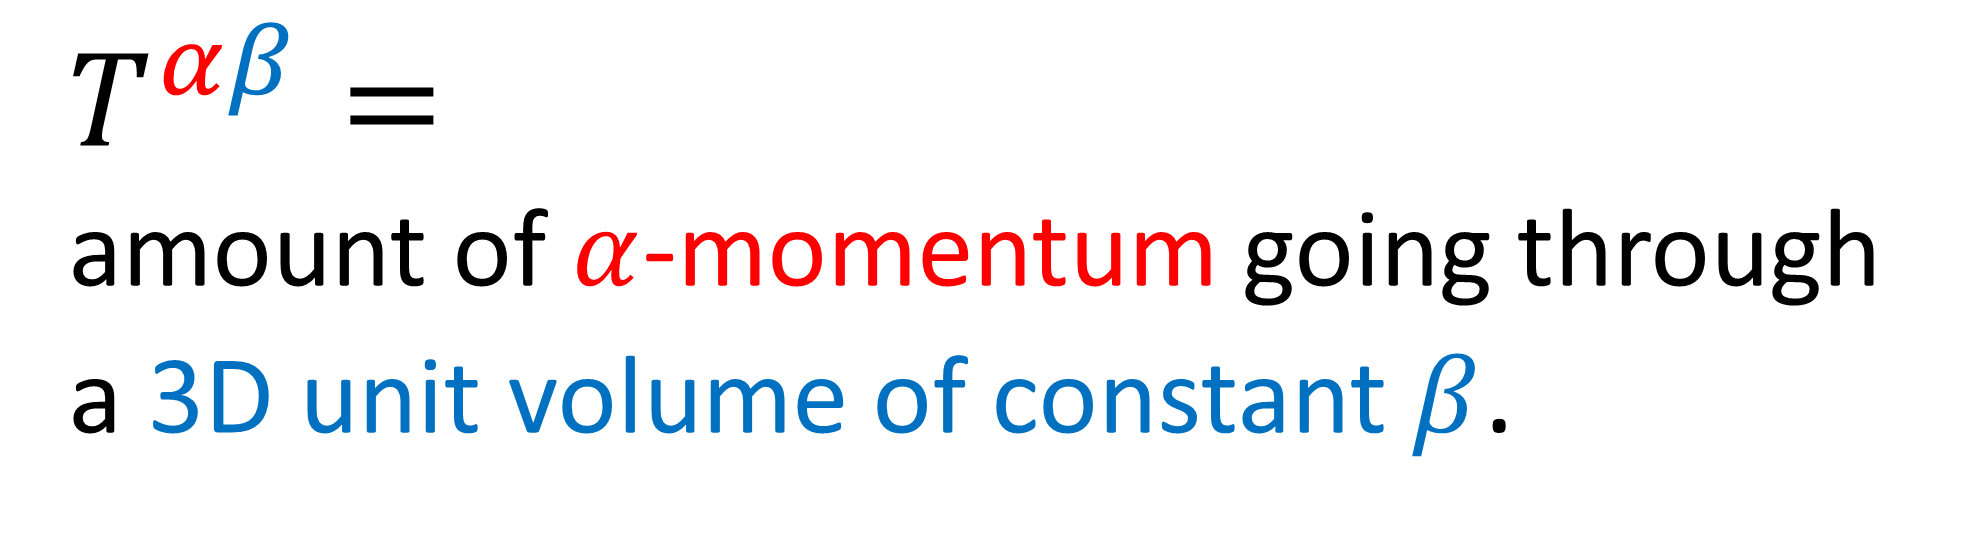 T^{αβ} =
amount of α-momentum going through
a 3D unit volume of constant β.